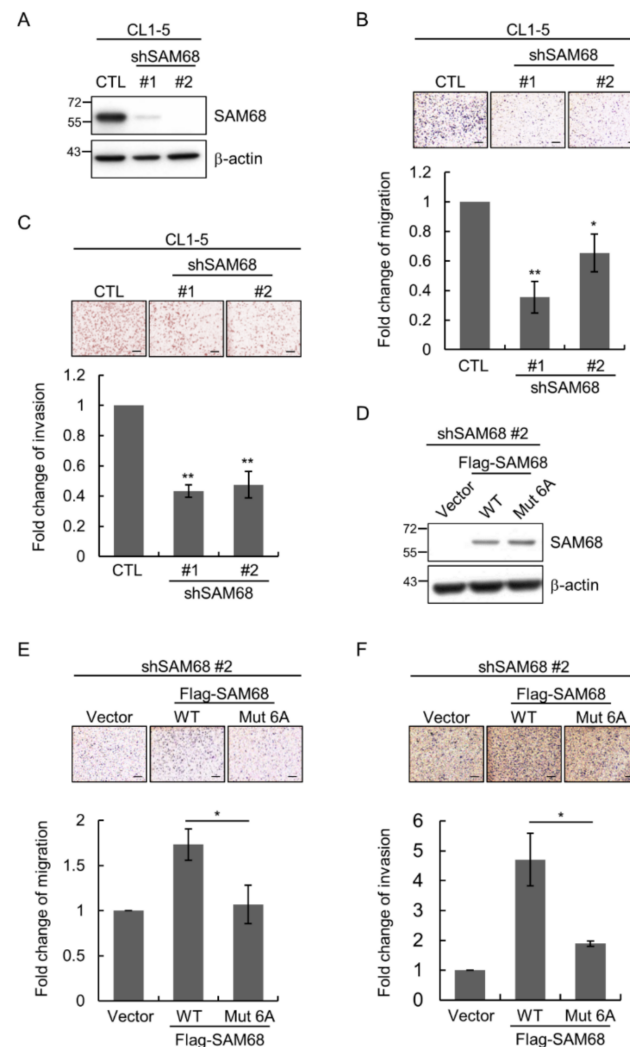 A
CL1-5
shSAM68
CTL #1 #2
72
55
SAM68
43
β-actin
B
CL1-5
shSAM68
CTL #1 #2
Fold change of migration
1.2
1
0.8
0.6
0.4
0.2
0
**
*
CTL #1 #2
shSAM68
C
CL1-5
shSAM68
CTL #1 #2
Fold change of invasion
1.2
1
0.8
0.6
0.4
0.2
0
**
**
CTL #1 #2
shSAM68
D
shSAM68 #2
Flag-SAM68
Vector WT Mut 6A
72
55
SAM68
43
β-actin
E
shSAM68 #2
Flag-SAM68
Vector WT Mut 6A
Fold change of migration
2
1.5
1
0.5
0
*
Vector WT Mut 6A
Flag-SAM68
F
shSAM68 #2
Flag-SAM68
Vector WT Mut 6A
Fold change of invasion
6
5
4
3
2
1
0
*
Vector WT Mut 6A
Flag-SAM68